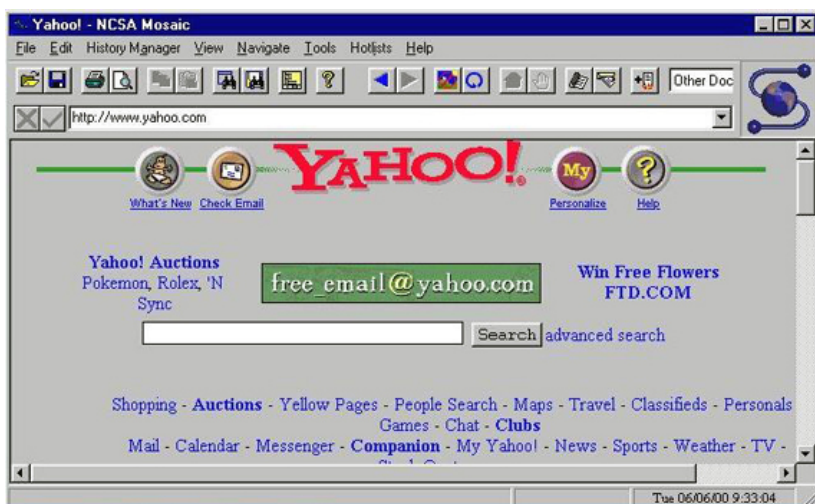 Yahoo! - NCSA Mosaic
File Edit History Manager View Navigate Tools Hotlists Help
Other Doc
http://www.yahoo.com
YAHOO!
My
What's New Check Email Personalize Help
Yahoo! Auctions
Pokemon, Rolex, 'N
Sync
free_email@yahoo.com
Win Free Flowers
FTD.COM
Search advanced search
Shopping - Auctions - Yellow Pages - People Search - Maps - Travel - Classifieds - Personals
Games - Chat - Clubs
Mail - Calendar - Messenger - Companion - My Yahoo! - News - Sports - Weather - TV -
Tue 06/06/00 9:33:04